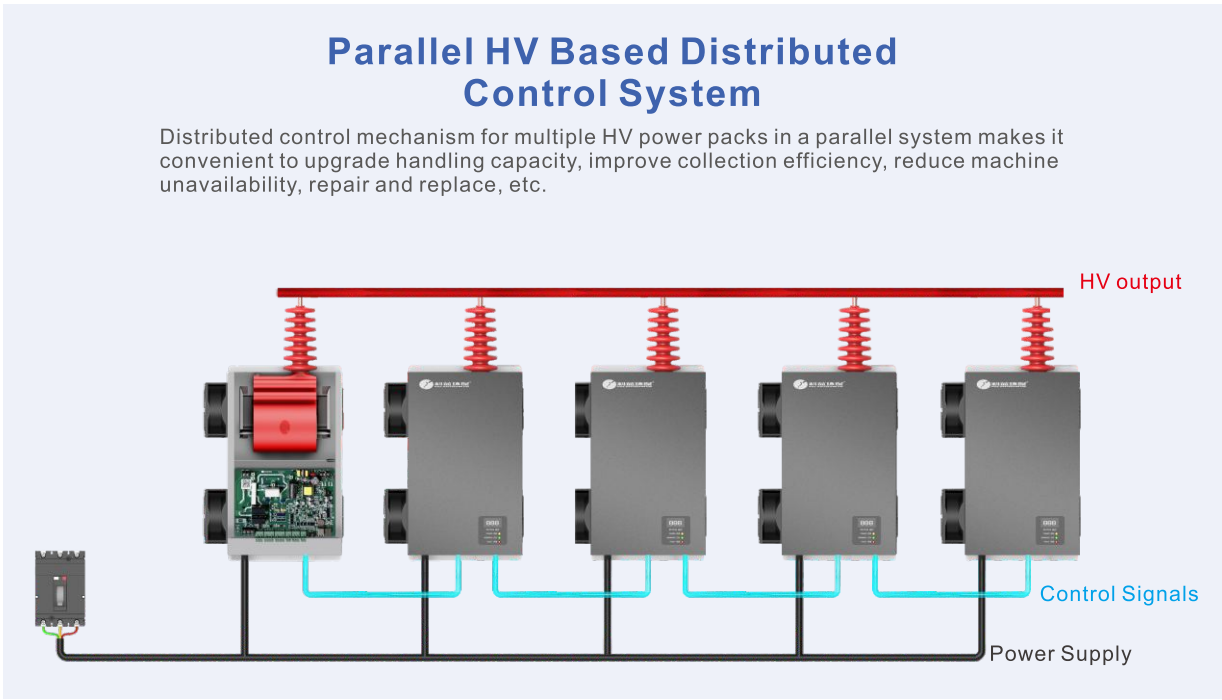 Parallel HV Based Distributed
Control System
Distributed control mechanism for multiple HV power packs in a parallel system makes it
convenient to upgrade handling capacity, improve collection efficiency, reduce machine
unavailability, repair and replace, etc.
HV output
Control Signals
Power Supply